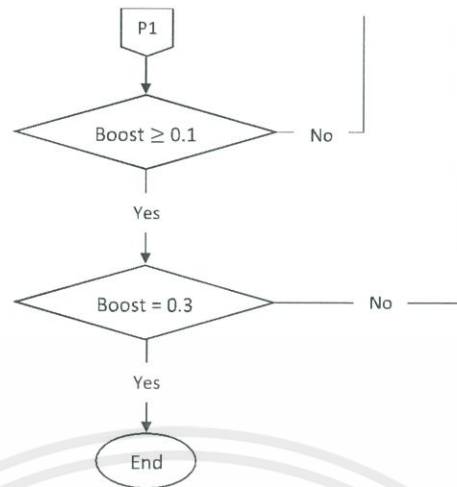 P1
Boost ≥ 0.1
No
Yes
Boost = 0.3
No
Yes
End